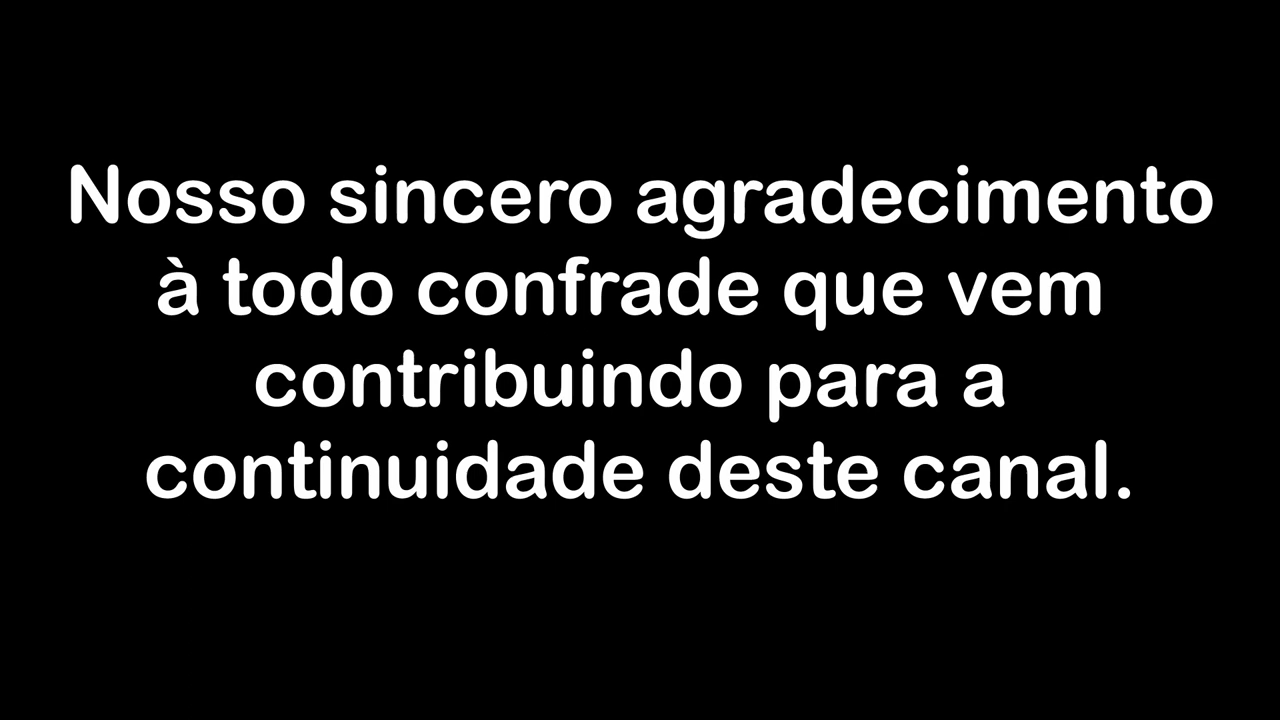 Nosso sincero agradecimento
à todo confrade que vem
contribuindo para a
continuidade deste canal.